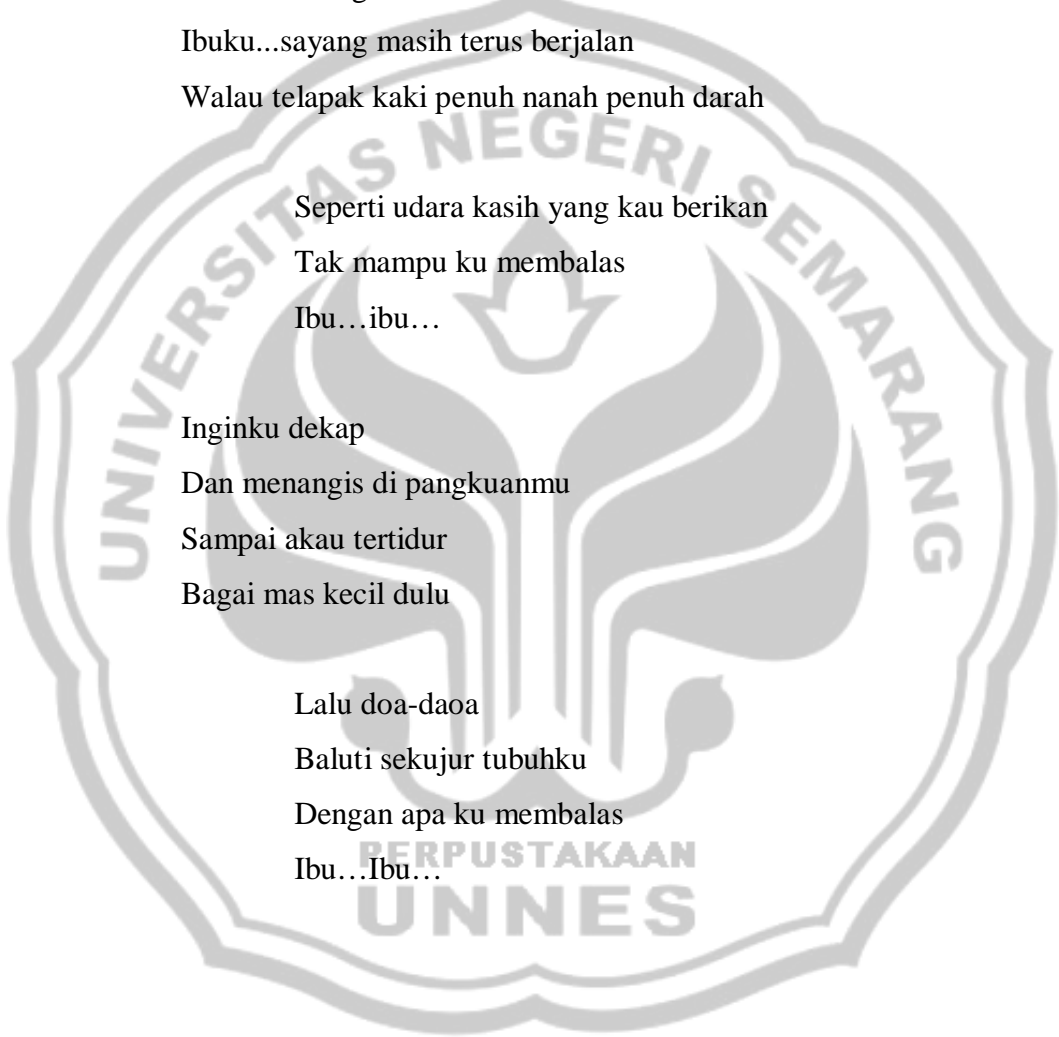 Ibuku...sayang masih terus berjalan
Walau telapak kaki penuh nanah penuh darah
Seperti udara kasih yang kau berikan
Tak mampu ku membalas
Ibu…ibu…
Inginku dekap
Dan menangis di pangkuanmu
Sampai akau tertidur
Bagai mas kecil dulu
Lalu doa-daoa
Baluti sekujur tubuhku
Dengan apa ku membalas
Ibu…Ibu…
UNIVERSITAS NEGERI SEMARANG
PERPUSTAKAAN
UNNES